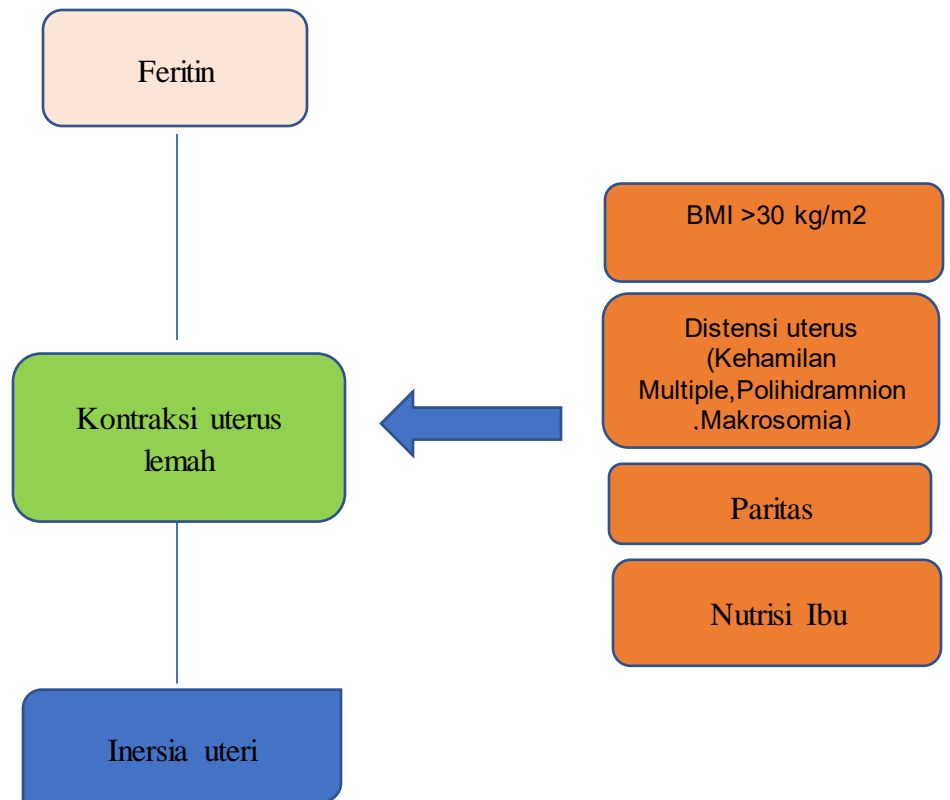 Feritin
BMI >30 kg/m2
Distensi uterus
(Kehamilan
Multiple,Polihidramnion
,Makrosomia)
Kontraksi uterus
lemah
Paritas
Nutrisi Ibu
Inersia uteri